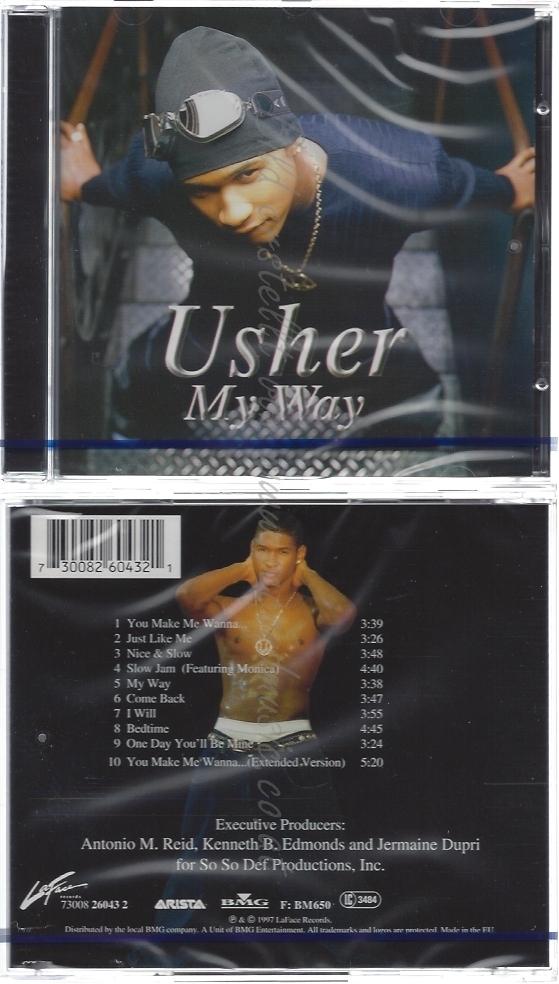 Usher
My Way
7 30082 60432 1
1 You Make Me Wanna... 3:39
2 Just Like Me 3:26
3 Nice & Slow 3:48
4 Slow Jam (Featuring Monica) 4:40
5 My Way 3:38
6 Come Back 3:47
7 I Will 3:55
8 Bedtime 4:45
9 One Day You'll Be Mine 3:24
10 You Make Me Wanna...(Extended Version) 5:20
Executive Producers:
Antonio M. Reid, Kenneth B. Edmonds and Jermaine Dupri
for So So Def Productions, Inc.
LaFace
records
73008 26043 2
ARISTA
BMG
F: BM650
LC 3484
℗ & © 1997 LaFace Records.
Distributed by the local BMG company. A Unit of BMG Entertainment. All trademarks and logos are protected. Made in the EU